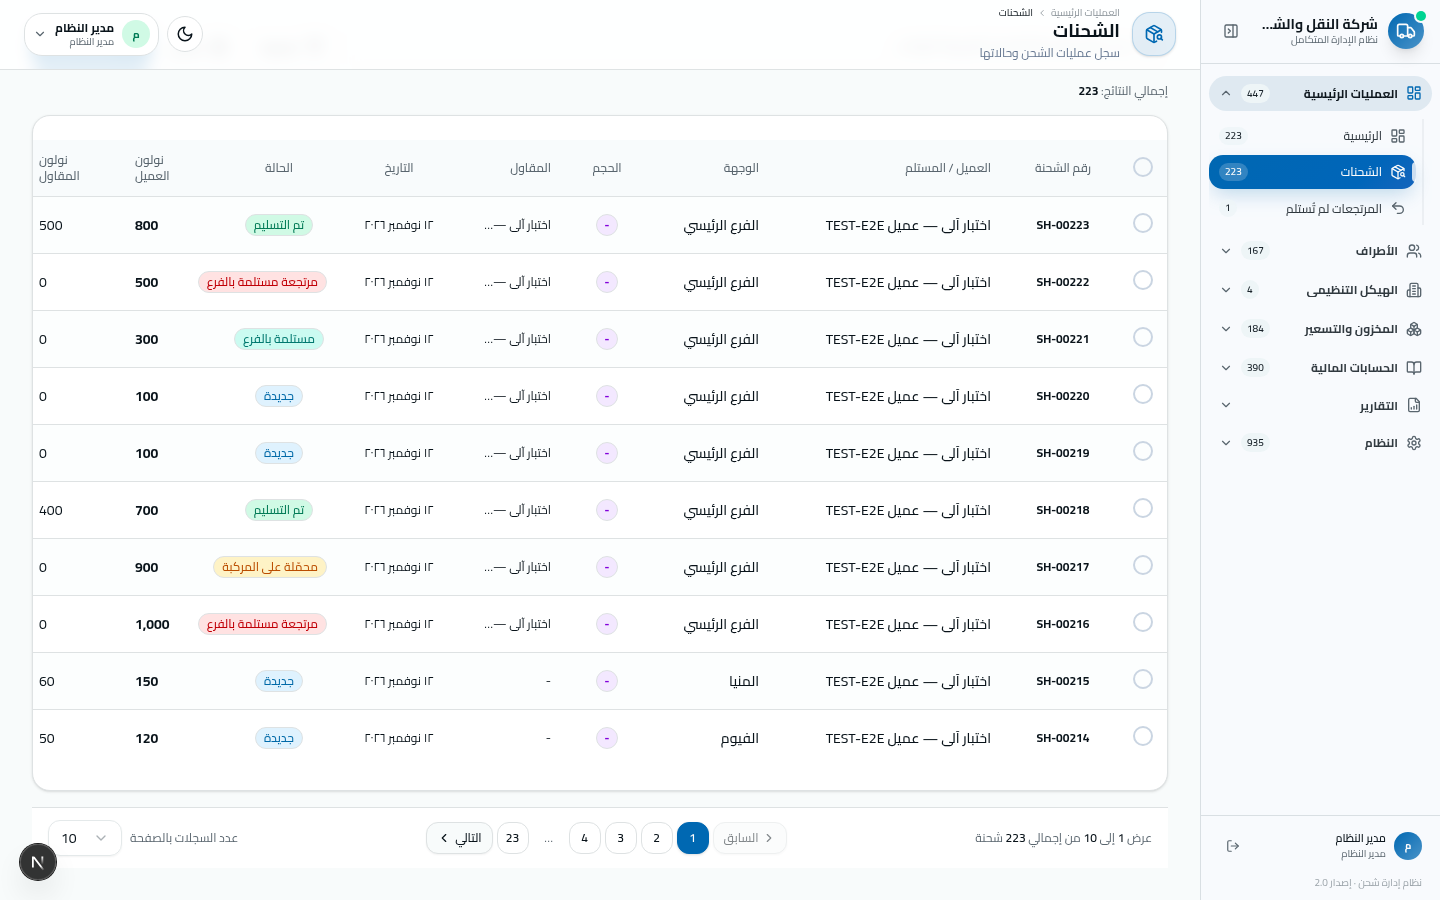 شركة النقل والشـ...
نظام الإدارة المتكامل
العمليات الرئيسية 447
الرئيسية 223
الشحنات 223
المرتجعات لم تُستلم 1
الأطراف 167
الهيكل التنظيمي 4
المخزون والتسعير 184
الحسابات المالية 390
التقارير
النظام 935
م
مدير النظام
مدير النظام
نظام إدارة شحن · إصدار 2.0
العمليات الرئيسية > الشحنات
الشحنات
سجل عمليات الشحن وحالاتها
م
مدير النظام
مدير النظام
إجمالي النتائج: 223
رقم الشحنة العميل / المستلم الوجهة الحجم المقاول التاريخ الحالة نولون العميل نولون المقاول
SH-00223 اختبار آلي — عميل TEST-E2E الفرع الرئيسي - اختبار آلي —... ١٢ نوفمبر ٢٠٢٦ تم التسليم 800 500
SH-00222 اختبار آلي — عميل TEST-E2E الفرع الرئيسي - اختبار آلي —... ١٢ نوفمبر ٢٠٢٦ مرتجعة مستلمة بالفرع 500 0
SH-00221 اختبار آلي — عميل TEST-E2E الفرع الرئيسي - اختبار آلي —... ١٢ نوفمبر ٢٠٢٦ مستلمة بالفرع 300 0
SH-00220 اختبار آلي — عميل TEST-E2E الفرع الرئيسي - اختبار آلي —... ١٢ نوفمبر ٢٠٢٦ جديدة 100 0
SH-00219 اختبار آلي — عميل TEST-E2E الفرع الرئيسي - اختبار آلي —... ١٢ نوفمبر ٢٠٢٦ جديدة 100 0
SH-00218 اختبار آلي — عميل TEST-E2E الفرع الرئيسي - اختبار آلي —... ١٢ نوفمبر ٢٠٢٦ تم التسليم 700 400
SH-00217 اختبار آلي — عميل TEST-E2E الفرع الرئيسي - اختبار آلي —... ١٢ نوفمبر ٢٠٢٦ محمّلة على المركبة 900 0
SH-00216 اختبار آلي — عميل TEST-E2E الفرع الرئيسي - اختبار آلي —... ١٢ نوفمبر ٢٠٢٦ مرتجعة مستلمة بالفرع 1,000 0
SH-00215 اختبار آلي — عميل TEST-E2E المنيا - - ١٢ نوفمبر ٢٠٢٦ جديدة 150 60
SH-00214 اختبار آلي — عميل TEST-E2E الفيوم - - ١٢ نوفمبر ٢٠٢٦ جديدة 120 50
عرض 1 إلى 10 من إجمالي 223 شحنة
السابق 1 2 3 4 ... 23 التالي
عدد السجلات بالصفحة 10
N